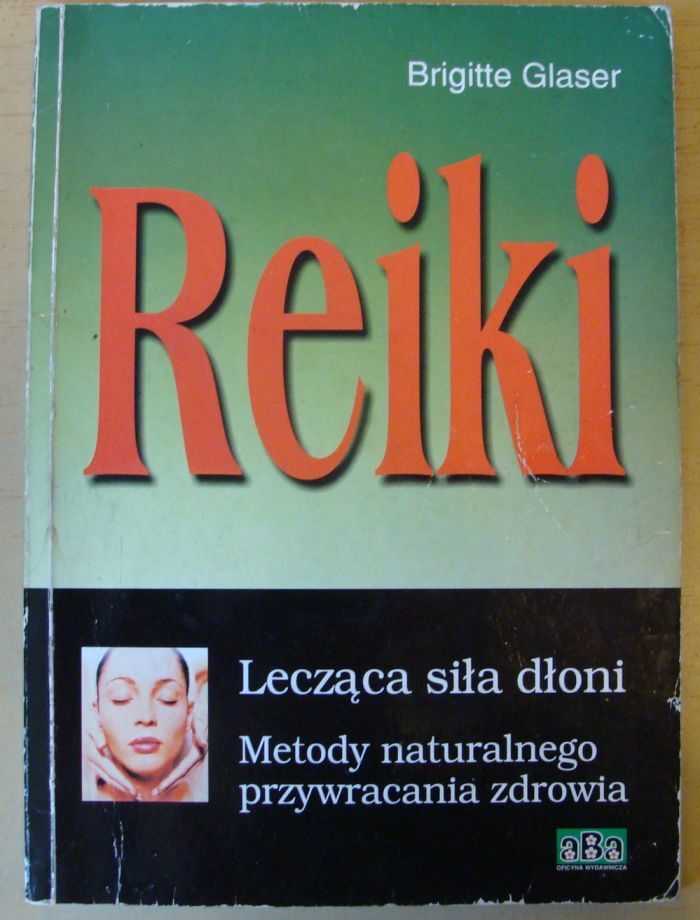 Brigitte Glaser
Reiki
Lecząca siła dłoni
Metody naturalnego
przywracania zdrowia
aBa
OFICYNA WYDAWNICZA